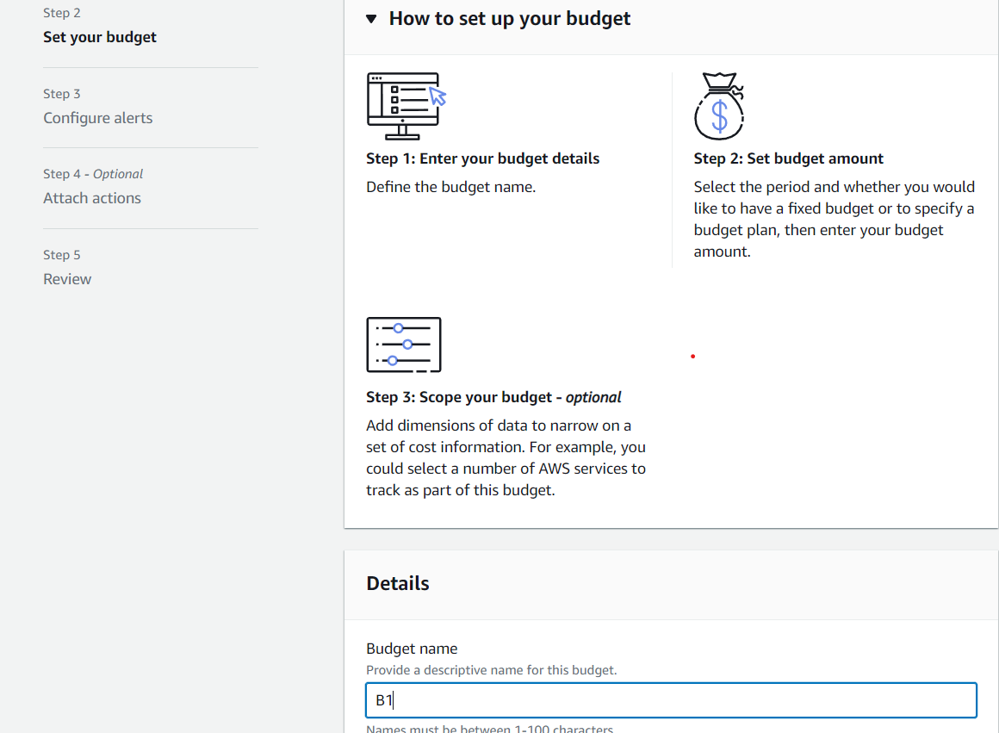 Step 2
Set your budget
Step 3
Configure alerts
Step 4 - Optional
Attach actions
Step 5
Review
How to set up your budget
Step 1: Enter your budget details
Define the budget name.
Step 2: Set budget amount
Select the period and whether you would
like to have a fixed budget or to specify a
budget plan, then enter your budget
amount.
$
Step 3: Scope your budget - optional
Add dimensions of data to narrow on a
set of cost information. For example, you
could select a number of AWS services to
track as part of this budget.
Details
Budget name
Provide a descriptive name for this budget.
B1
Names must be between 1-100 characters.